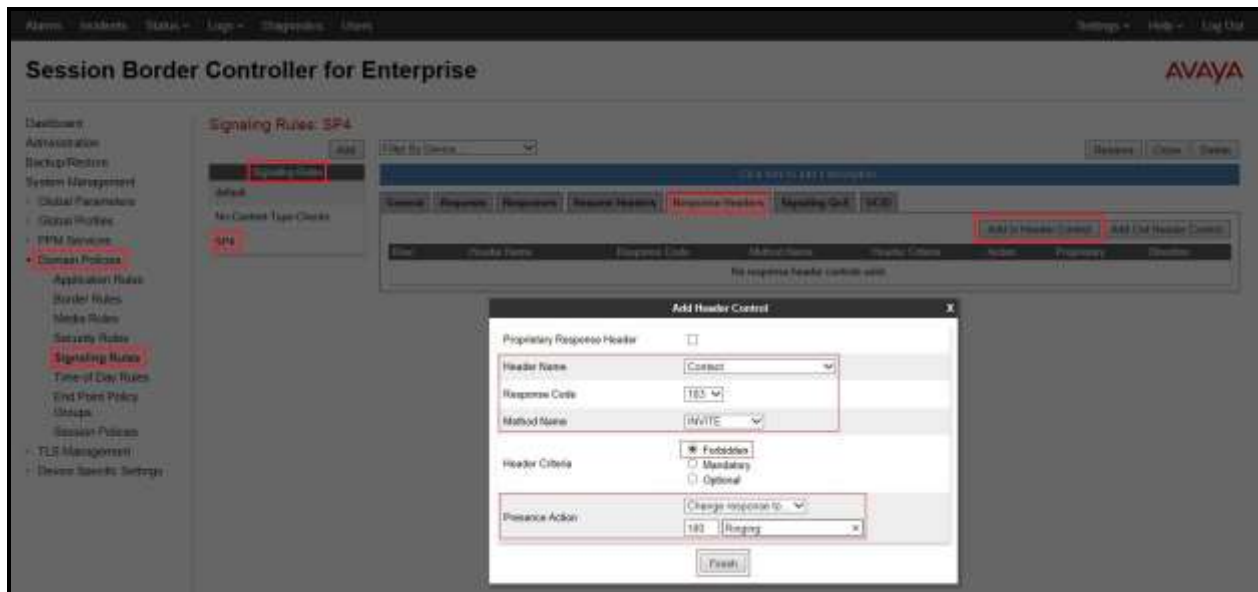 Alarms Incidents Status Logs Diagnostics Users Settings Help Log Out
Session Border Controller for Enterprise
AVAYA
Dashboard
Administration
Backup/Restore
System Management
Global Parameters
Global Profiles
PPM Services
Domain Policies
Application Rules
Border Rules
Media Rules
Security Rules
Signaling Rules
Time of Day Rules
End Point Policy
Groups
Session Policies
TLS Management
Device Specific Settings
Signaling Rules: SP4
Add
Filter By Device...
Rename Clone Delete
Signaling Rules
default
No-Content-Type-Checks
SP4
Click here to add a description.
General Requests Responses Request Headers Response Headers Signaling QoS UCID
Add In Header Control Add Out Header Control
Row Header Name Response Code Method Name Header Criteria Action Proprietary Direction
No response header controls exist.
Add Header Control X
Proprietary Response Header
Header Name Contact
Response Code 183
Method Name INVITE
Header Criteria
Forbidden
Mandatory
Optional
Presence Action
Change response to
180 Ringing x
Finish